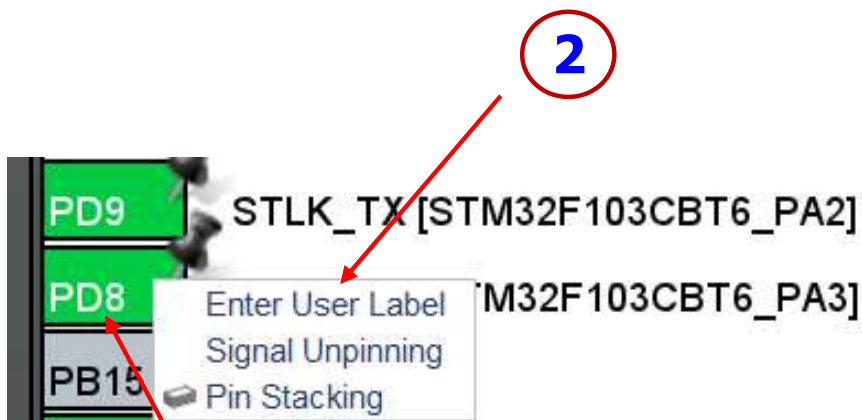 2
PD9 STLK_TX [STM32F103CBT6_PA2]
PD8 Enter User Label TM32F103CBT6_PA3]
Signal Unpinning
PB15 Pin Stacking